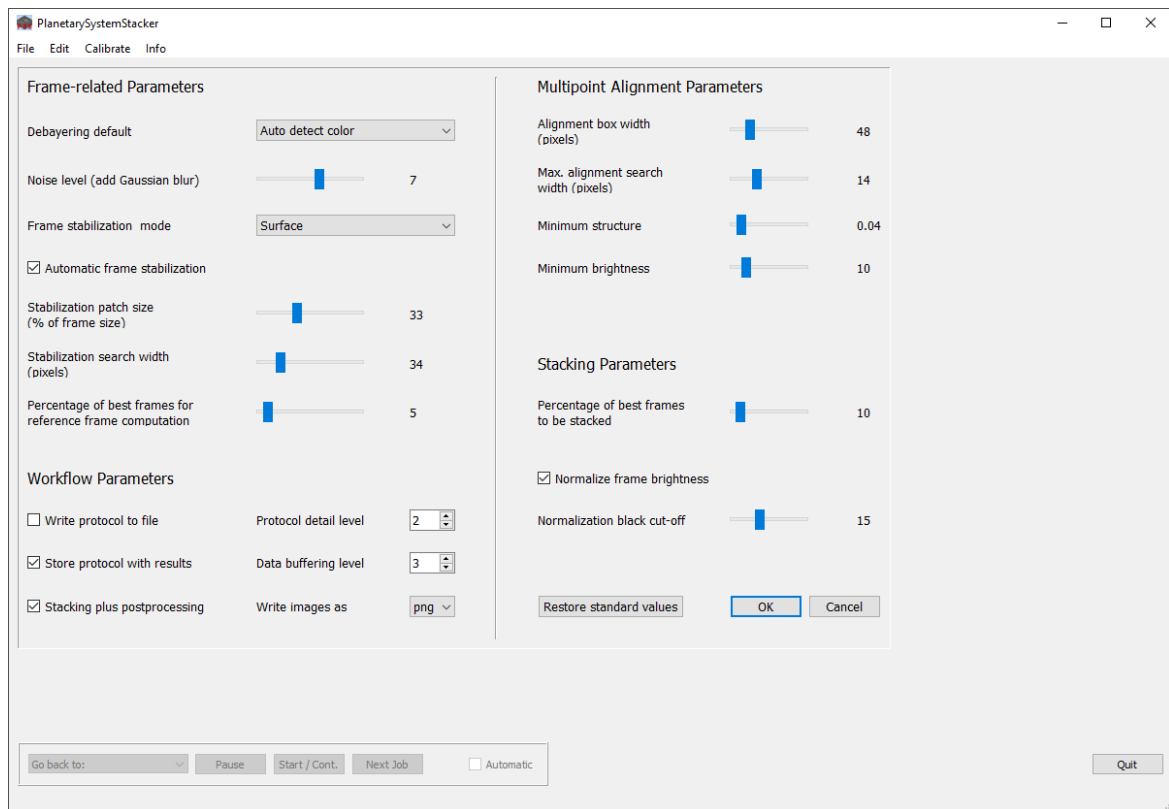 PlanetarySystemStacker
File Edit Calibrate Info
Frame-related Parameters
Debayering default
Auto detect color
Noise level (add Gaussian blur)
7
Frame stabilization mode
Surface
Automatic frame stabilization
Stabilization patch size
(% of frame size)
33
Stabilization search width
(pixels)
34
Percentage of best frames for
reference frame computation
5
Workflow Parameters
Write protocol to file
Protocol detail level
2
Store protocol with results
Data buffering level
3
Stacking plus postprocessing
Write images as
png
Multipoint Alignment Parameters
Alignment box width
(pixels)
48
Max. alignment search
width (pixels)
14
Minimum structure
0.04
Minimum brightness
10
Stacking Parameters
Percentage of best frames
to be stacked
10
Normalize frame brightness
Normalization black cut-off
15
Restore standard values
OK
Cancel
Go back to:
Pause
Start / Cont.
Next Job
Automatic
Quit